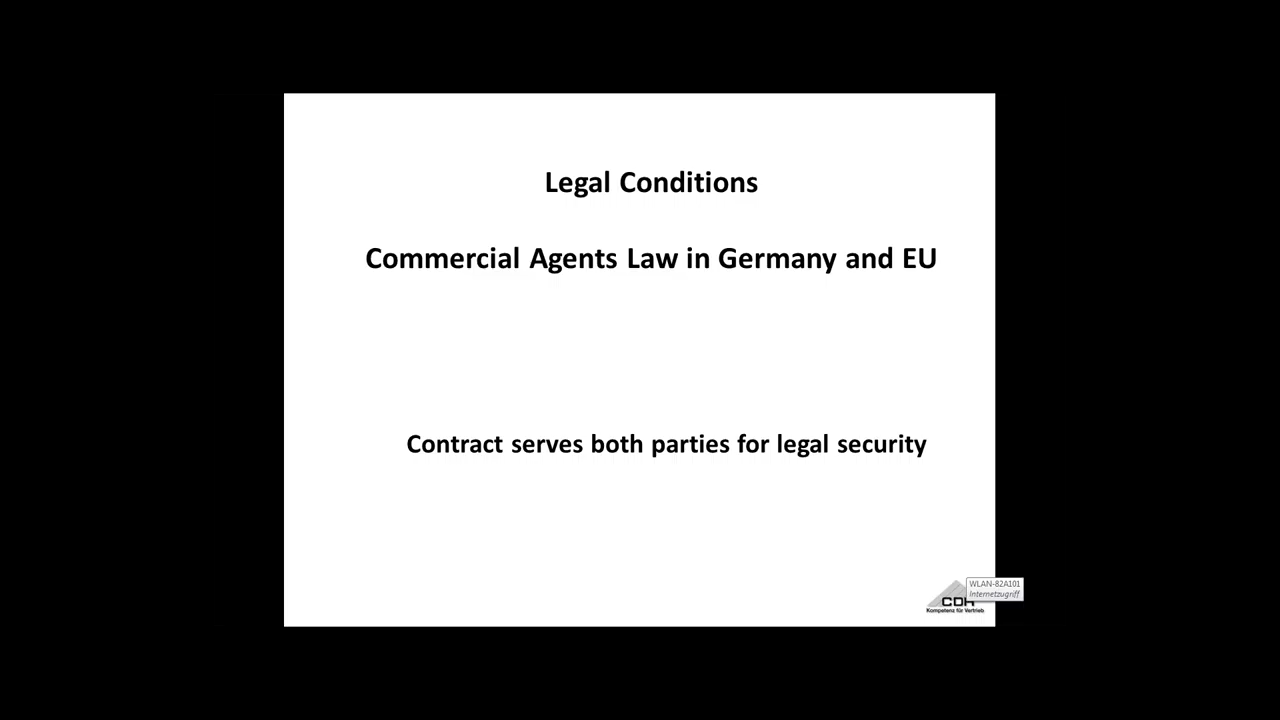 Legal Conditions
Commercial Agents Law in Germany and EU
Contract serves both parties for legal security
WLAN-82A101
Internetzugriff
CDH
Kompetenz für Vertrieb